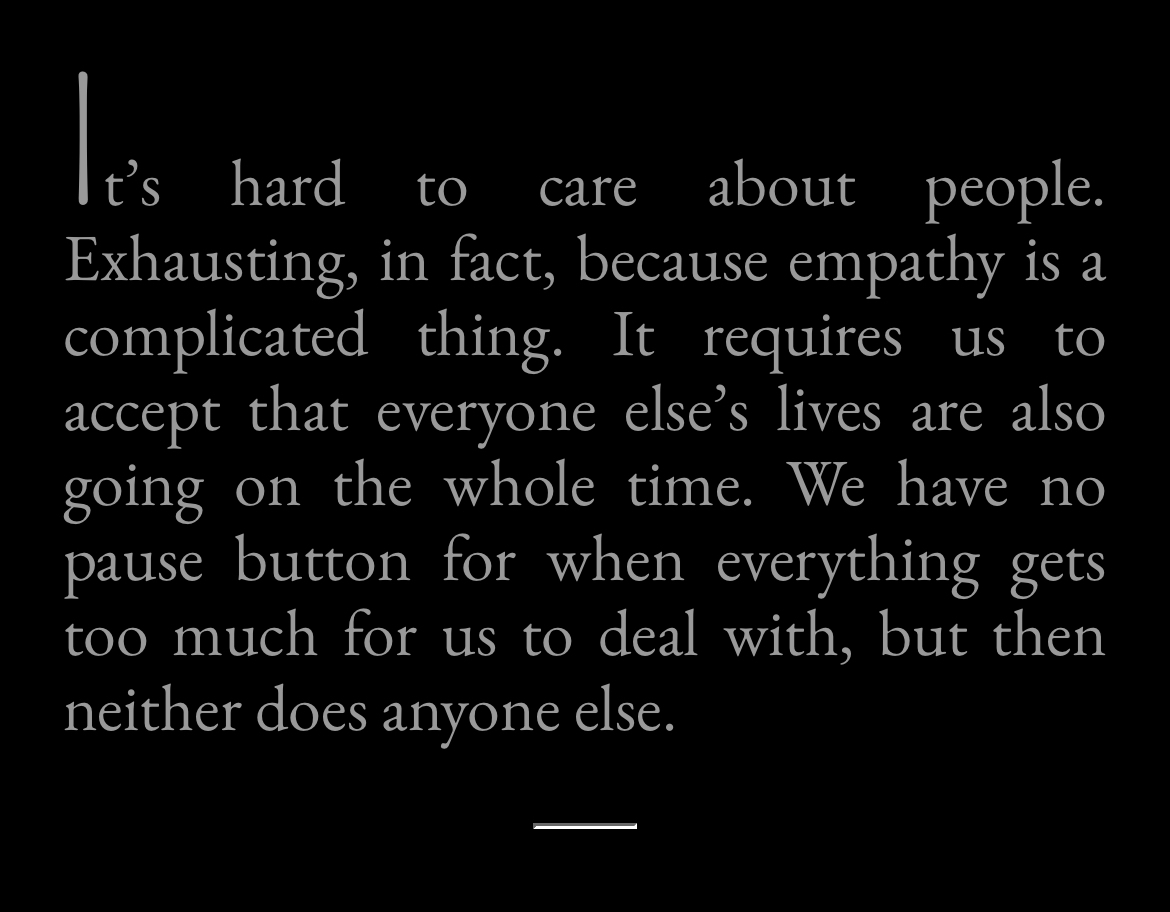 It’s hard to care about people.
Exhausting, in fact, because empathy is a
complicated thing. It requires us to
accept that everyone else’s lives are also
going on the whole time. We have no
pause button for when everything gets
too much for us to deal with, but then
neither does anyone else.